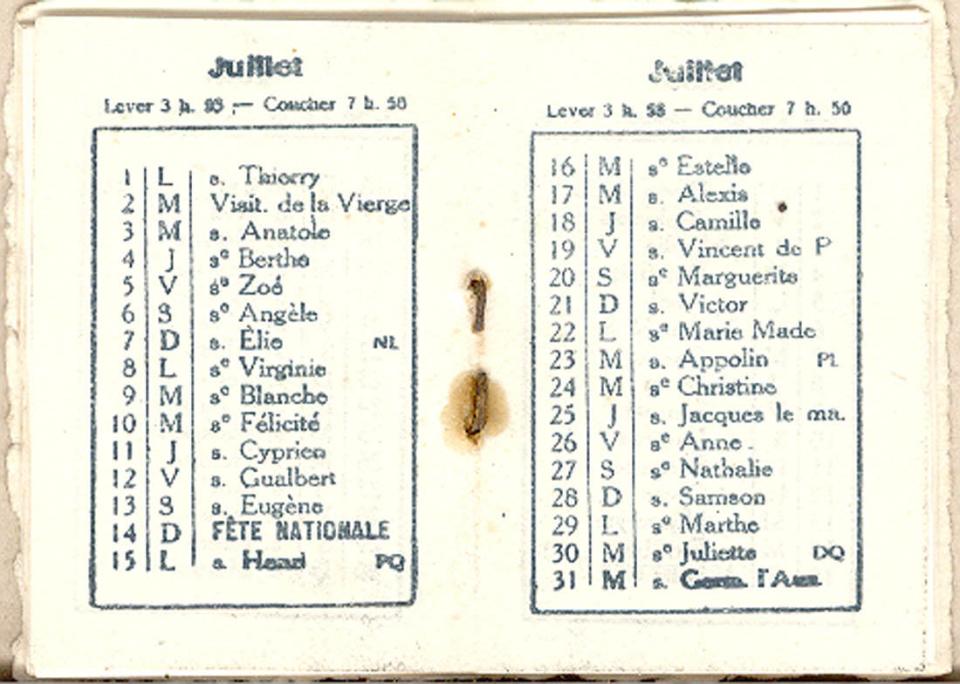 Juillet
Lever 3 h. — Coucher 7 h. 50
1 L s. Thiorry
2 M Visit. de la Vierge
3 M s. Anatole
4 J sᵉ Berthe
5 V sᵉ Zoé
6 S sᵉ Angèle
7 D s. Èlie NL
8 L sᵉ Virginie
9 M sᵉ Blanche
10 M sᵉ Félicité
11 J s. Cyprien
12 V s. Gualbert
13 S s. Eugène
14 D FÊTE NATIONALE
15 L s. PQ
Juillet
Lever 3 h. 58 — Coucher 7 h. 50
16 M sᵉ Estelle
17 M s. Alexis
18 J s. Camille
19 V s. Vincent de P
20 S sᵉ Marguerite
21 D s. Victor
22 L sᵉ Marie Made
23 M s. Appolin PL
24 M sᵉ Christine
25 J s. Jacques le ma.
26 V sᵉ Anne.
27 S sᵉ Nathalie
28 D s. Samson
29 L sᵉ Marthe
30 M sᵉ Juliette DQ
31 M s. Germ. l'Aux.